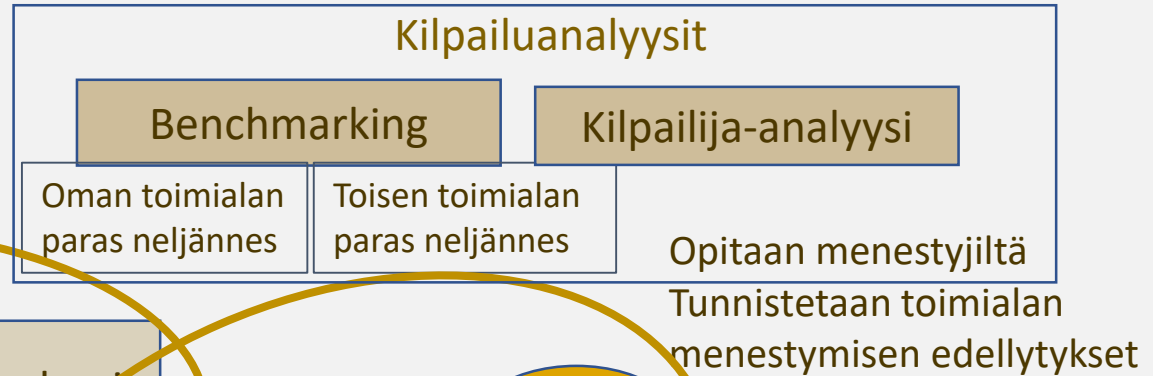 Kilpailuanalyysit
Benchmarking
Kilpailija-analyysi
Oman toimialan
paras neljännes
Toisen toimialan
paras neljännes
Opitaan menestyjiltä
Tunnistetaan toimialan
menestymisen edellytykset